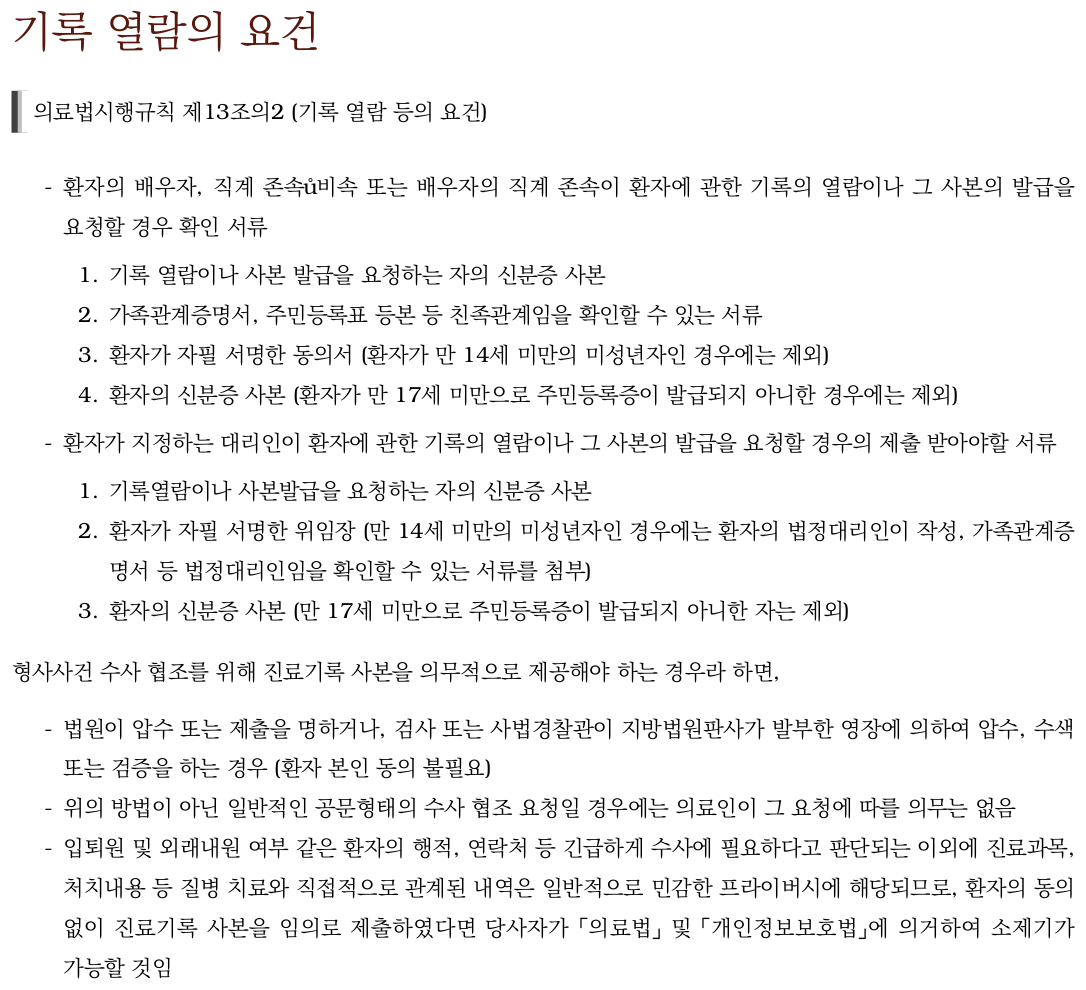 기록 열람의 요건
의료법시행규칙 제13조의2 (기록 열람 등의 요건)
- 환자의 배우자, 직계 존속ů비속 또는 배우자의 직계 존속이 환자에 관한 기록의 열람이나 그 사본의 발급을
요청할 경우 확인 서류
1. 기록 열람이나 사본 발급을 요청하는 자의 신분증 사본
2. 가족관계증명서, 주민등록표 등본 등 친족관계임을 확인할 수 있는 서류
3. 환자가 자필 서명한 동의서 (환자가 만 14세 미만의 미성년자인 경우에는 제외)
4. 환자의 신분증 사본 (환자가 만 17세 미만으로 주민등록증이 발급되지 아니한 경우에는 제외)
- 환자가 지정하는 대리인이 환자에 관한 기록의 열람이나 그 사본의 발급을 요청할 경우의 제출 받아야할 서류
1. 기록열람이나 사본발급을 요청하는 자의 신분증 사본
2. 환자가 자필 서명한 위임장 (만 14세 미만의 미성년자인 경우에는 환자의 법정대리인이 작성, 가족관계증
명서 등 법정대리인임을 확인할 수 있는 서류를 첨부)
3. 환자의 신분증 사본 (만 17세 미만으로 주민등록증이 발급되지 아니한 자는 제외)
형사사건 수사 협조를 위해 진료기록 사본을 의무적으로 제공해야 하는 경우라 하면,
- 법원이 압수 또는 제출을 명하거나, 검사 또는 사법경찰관이 지방법원판사가 발부한 영장에 의하여 압수, 수색
또는 검증을 하는 경우 (환자 본인 동의 불필요)
- 위의 방법이 아닌 일반적인 공문형태의 수사 협조 요청일 경우에는 의료인이 그 요청에 따를 의무는 없음
- 입퇴원 및 외래내원 여부 같은 환자의 행적, 연락처 등 긴급하게 수사에 필요하다고 판단되는 이외에 진료과목,
처치내용 등 질병 치료와 직접적으로 관계된 내역은 일반적으로 민감한 프라이버시에 해당되므로, 환자의 동의
없이 진료기록 사본을 임의로 제출하였다면 당사자가 「의료법」 및 「개인정보보호법」에 의거하여 소제기가
가능할 것임